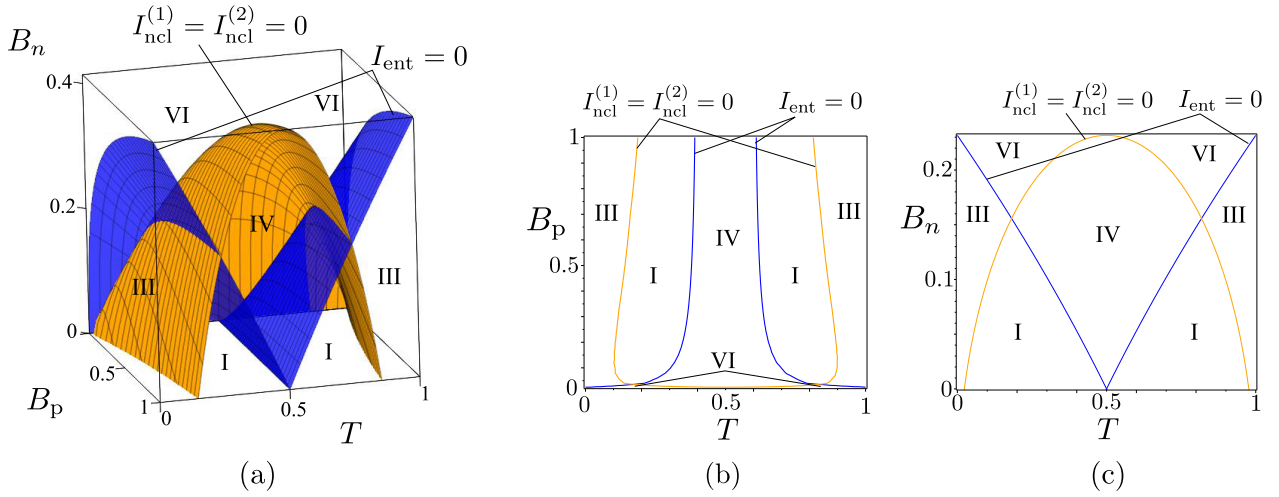 I_ncl^(1) = I_ncl^(2) = 0
B_n
I_ent = 0
0.4
VI
VI
0.2
IV
III
III
0
I
I
0.5
1
B_p
1
0
0.5
T
(a)
I_ncl^(1) = I_ncl^(2) = 0
I_ent = 0
1
III
III
B_p
IV
0.5
I
I
VI
0
0
0.5
1
T
(b)
I_ncl^(1) = I_ncl^(2) = 0
I_ent = 0
VI
VI
0.2
III
III
B_n
IV
0.1
I
I
0
0
0.5
1
T
(c)